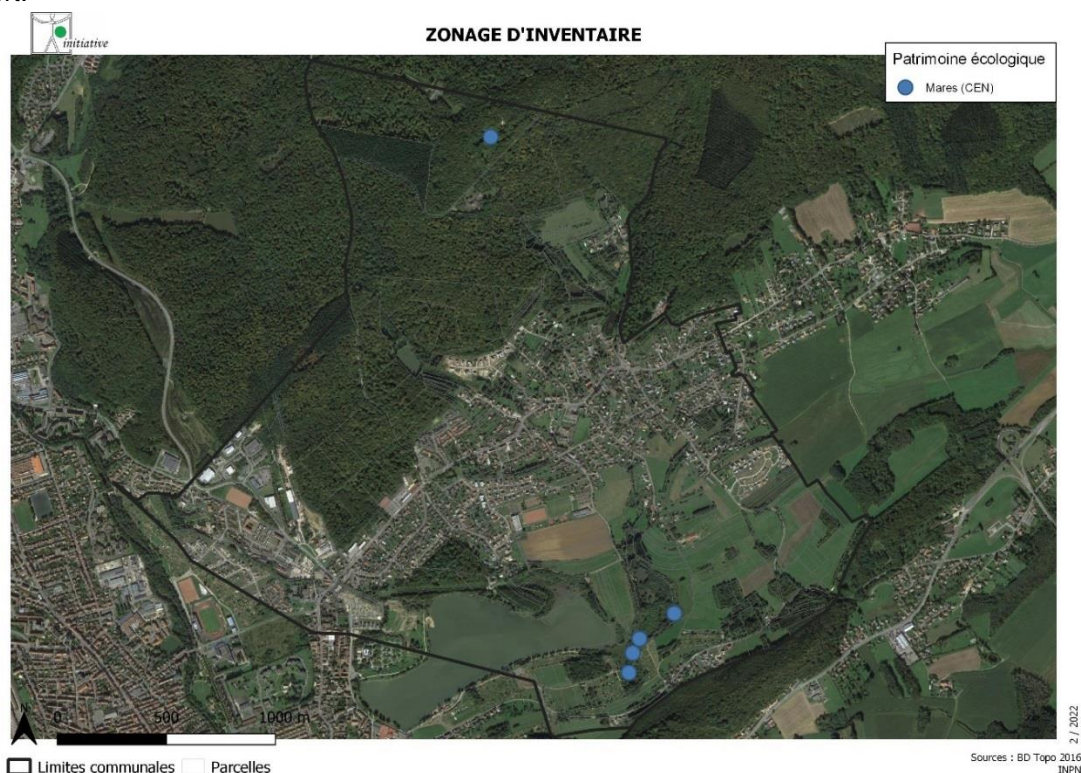 initiative
ZONAGE D'INVENTAIRE
Patrimoine écologique
Mares (CEN)
N
0 500 1000 m
2 / 2022
Limites communales Parcelles
Sources : BD Topo 2016
INPN